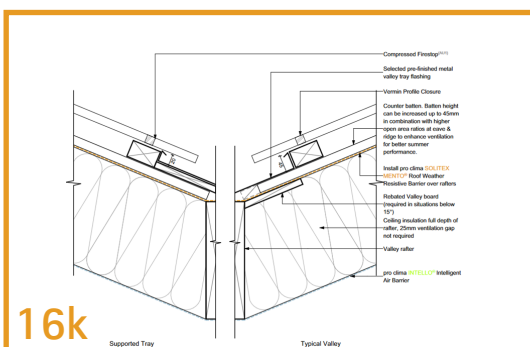 Compressed Firestop
Selected pre-finished metal
valley tray flashing
Vermin Profile Closure
Counter batten. Batten height
can be increased up to 45mm
in combination with higher
open area ratios at eave &
ridge to enhance ventilation
for better summer
performance.
Install pro clima SOLITEX
MENTO® Roof Weather
Resistive Barrier over rafters
Rebated Valley board
(required in situations below
15°)
Ceiling insulation full depth of
rafter, 25mm ventilation gap
not required
Valley rafter
pro clima INTELLO® Intelligent
Air Barrier
16k
Supported Tray
Typical Valley